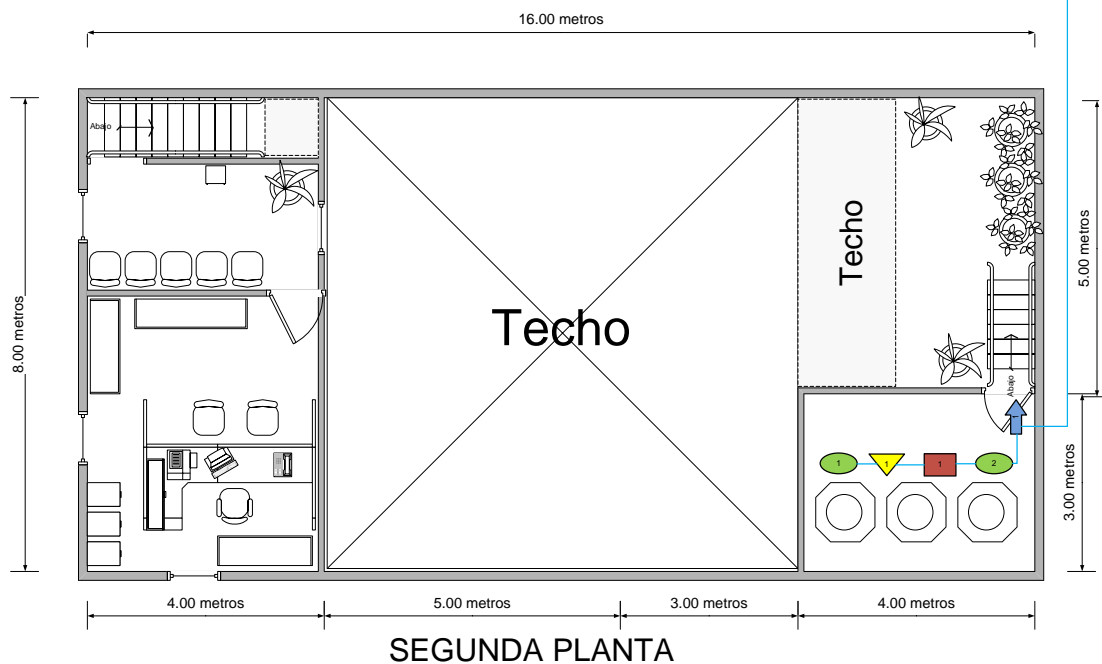 16.00 metros
Abajo
Techo
5.00 metros
8.00 metros
Techo
Abajo
1
1
1
2
3.00 metros
4.00 metros
5.00 metros
3.00 metros
4.00 metros
SEGUNDA PLANTA